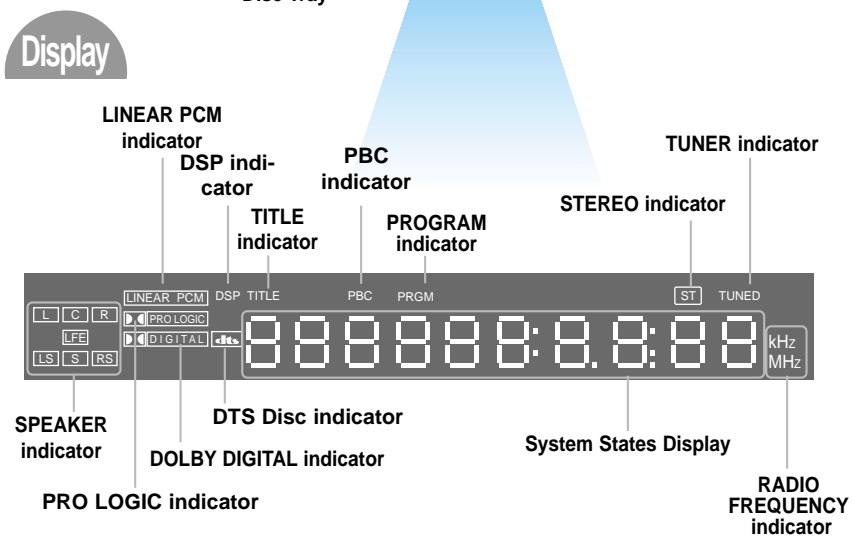 Display
LINEAR PCM
indicator
DSP indi-
cator
TITLE
indicator
PBC
indicator
PROGRAM
indicator
STEREO indicator
TUNER indicator
LINEAR PCM DSP TITLE PBC PRGM ST TUNED
L C R
PRO LOGIC
LFE
DIGITAL dts
LS S RS
kHz
MHz
SPEAKER
indicator
DTS Disc indicator
DOLBY DIGITAL indicator
PRO LOGIC indicator
System States Display
RADIO
FREQUENCY
indicator